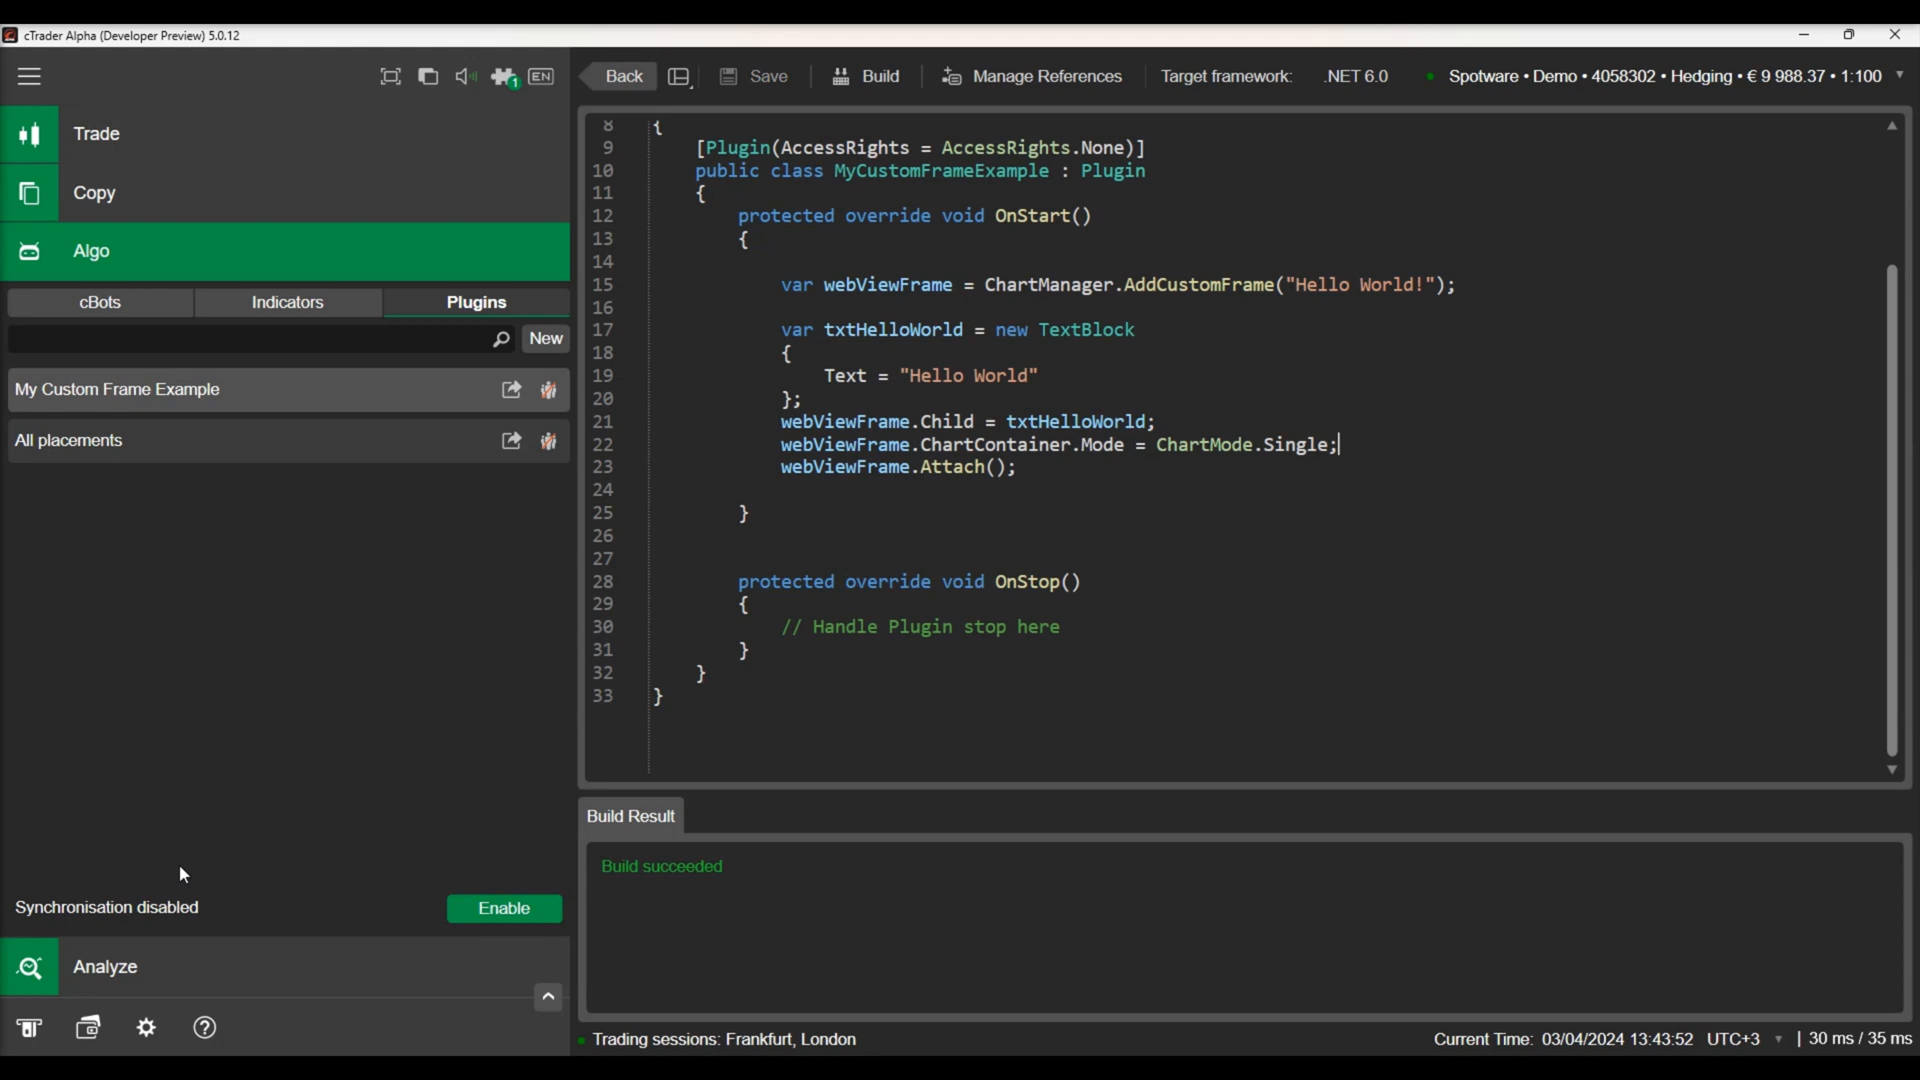 cTrader Alpha (Developer Preview) 5.0.12
1
EN
Back
Save
Build
Manage References
Target framework:
.NET 6.0
Spotware • Demo • 4058302 • Hedging • € 9 988.37 • 1:100
Trade
Copy
Algo
cBots
Indicators
Plugins
New
My Custom Frame Example
All placements
Synchronisation disabled
Enable
Analyze
8 {
9 [Plugin(AccessRights = AccessRights.None)]
10 public class MyCustomFrameExample : Plugin
11 {
12 protected override void OnStart()
13 {
14
15 var webViewFrame = ChartManager.AddCustomFrame("Hello World!");
16
17 var txtHelloWorld = new TextBlock
18 {
19 Text = "Hello World"
20 };
21 webViewFrame.Child = txtHelloWorld;
22 webViewFrame.ChartContainer.Mode = ChartMode.Single;
23 webViewFrame.Attach();
24
25 }
26
27
28 protected override void OnStop()
29 {
30 // Handle Plugin stop here
31 }
32 }
33 }
Build Result
Build succeeded
Trading sessions: Frankfurt, London
Current Time: 03/04/2024 13:43:52 UTC+3
30 ms / 35 ms